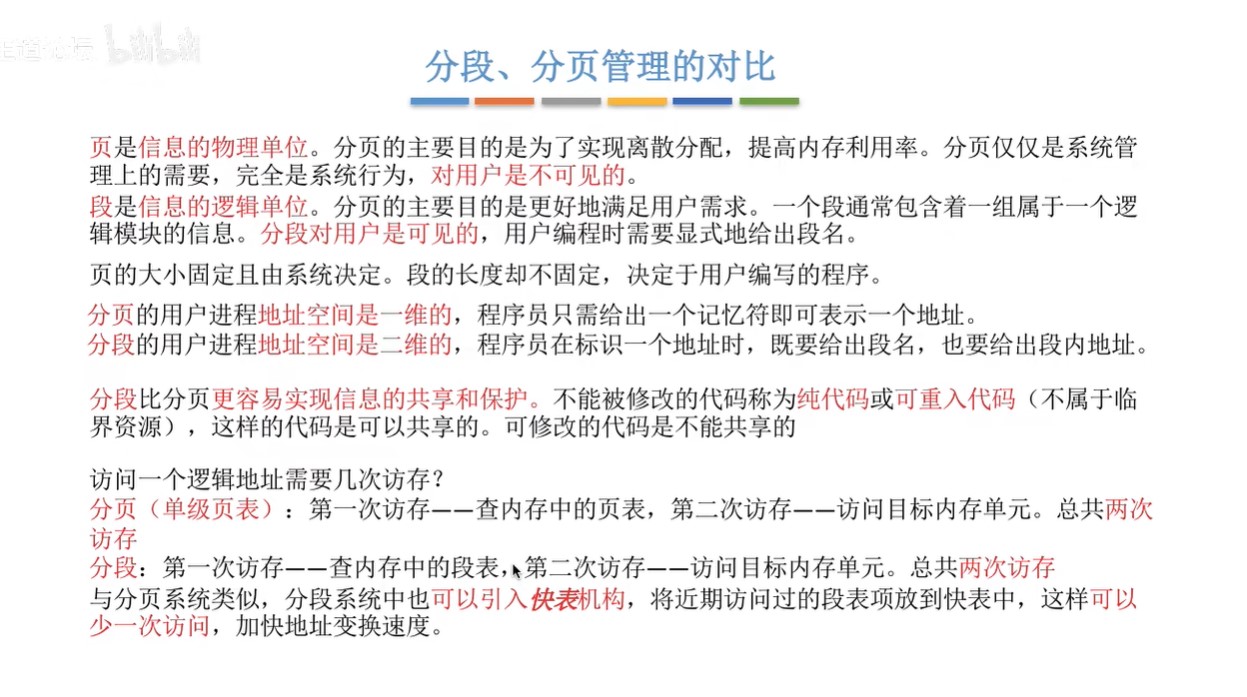 bilibili
分段、分页管理的对比
页是信息的物理单位。分页的主要目的是为了实现离散分配，提高内存利用率。分页仅仅是系统管
理上的需要，完全是系统行为，对用户是不可见的。
段是信息的逻辑单位。分页的主要目的是更好地满足用户需求。一个段通常包含着一组属于一个逻
辑模块的信息。分段对用户是可见的，用户编程时需要显式地给出段名。
页的大小固定且由系统决定。段的长度却不固定，决定于用户编写的程序。
分页的用户进程地址空间是一维的，程序员只需给出一个记忆符即可表示一个地址。
分段的用户进程地址空间是二维的，程序员在标识一个地址时，既要给出段名，也要给出段内地址。
分段比分页更容易实现信息的共享和保护。不能被修改的代码称为纯代码或可重入代码（不属于临
界资源），这样的代码是可以共享的。可修改的代码是不能共享的
访问一个逻辑地址需要几次访存？
分页（单级页表）：第一次访存——查内存中的页表，第二次访存——访问目标内存单元。总共两次
访存
分段：第一次访存——查内存中的段表，第二次访存——访问目标内存单元。总共两次访存
与分页系统类似，分段系统中也可以引入快表机构，将近期访问过的段表项放到快表中，这样可以
少一次访问，加快地址变换速度。